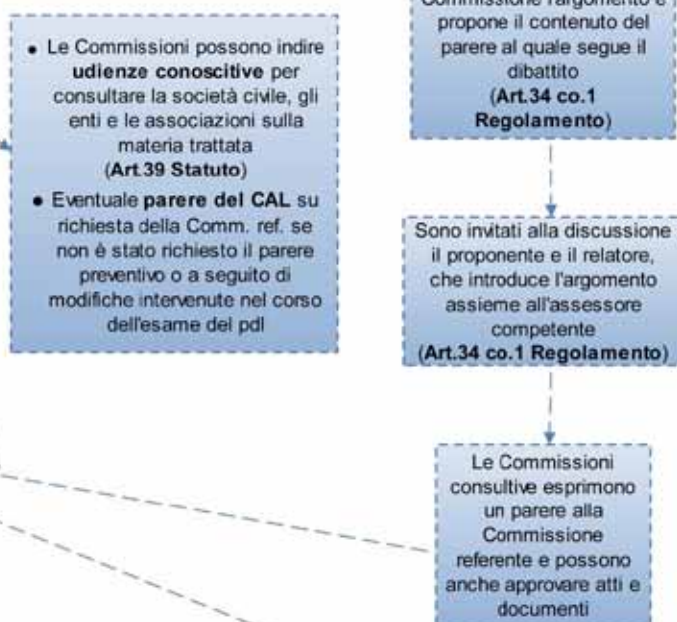 ● Le Commissioni possono indire
udienze conoscitive per
consultare la società civile, gli
enti e le associazioni sulla
materia trattata
(Art.39 Statuto)
● Eventuale parere del CAL su
richiesta della Comm. ref. se
non è stato richiesto il parere
preventivo o a seguito di
modifiche intervenute nel corso
dell'esame del pdl
Commissione l'argomento e
propone il contenuto del
parere al quale segue il
dibattito
(Art.34 co.1
Regolamento)
Sono invitati alla discussione
il proponente e il relatore,
che introduce l'argomento
assieme all'assessore
competente
(Art.34 co.1 Regolamento)
Le Commissioni
consultive esprimono
un parere alla
Commissione
referente e possono
anche approvare atti e
documenti